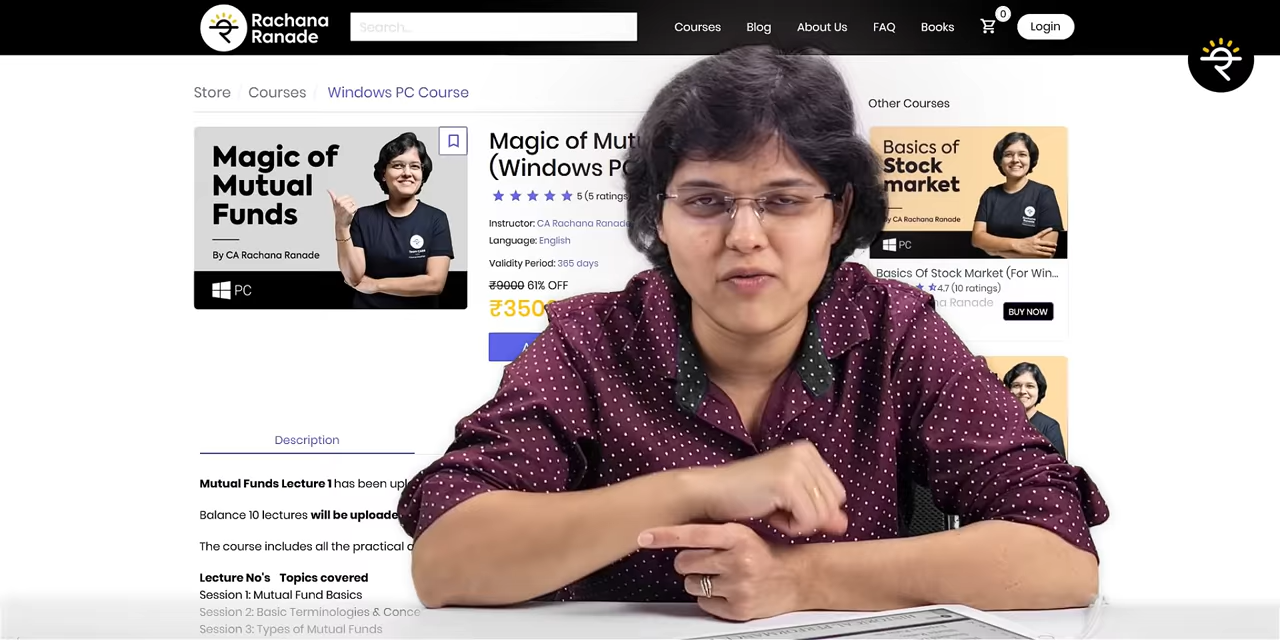 Rachana
Ranade
Search...
Courses
Blog
About Us
FAQ
Books
0
Login
Store / Courses / Windows PC Course
Magic of
Mutual
Funds
By CA Rachana Ranade
PC
Magic of Mutu
(Windows PC
5 (5 ratings
Instructor: CA Rachana Ranade
Language: English
Validity Period: 365 days
₹9000 61% OFF
₹350
Description
Mutual Funds Lecture 1 has been upl
Balance 10 lectures will be uploade
The course includes all the practical a
Lecture No's Topics covered
Session 1: Mutual Fund Basics
Session 2: Basic Terminologies & Conce
Session 3: Types of Mutual Funds
Other Courses
Basics of
Stock
market
By CA Rachana Ranade
PC
Basics Of Stock Market (For Win...
4.7 (10 ratings)
na Ranade
BUY NOW